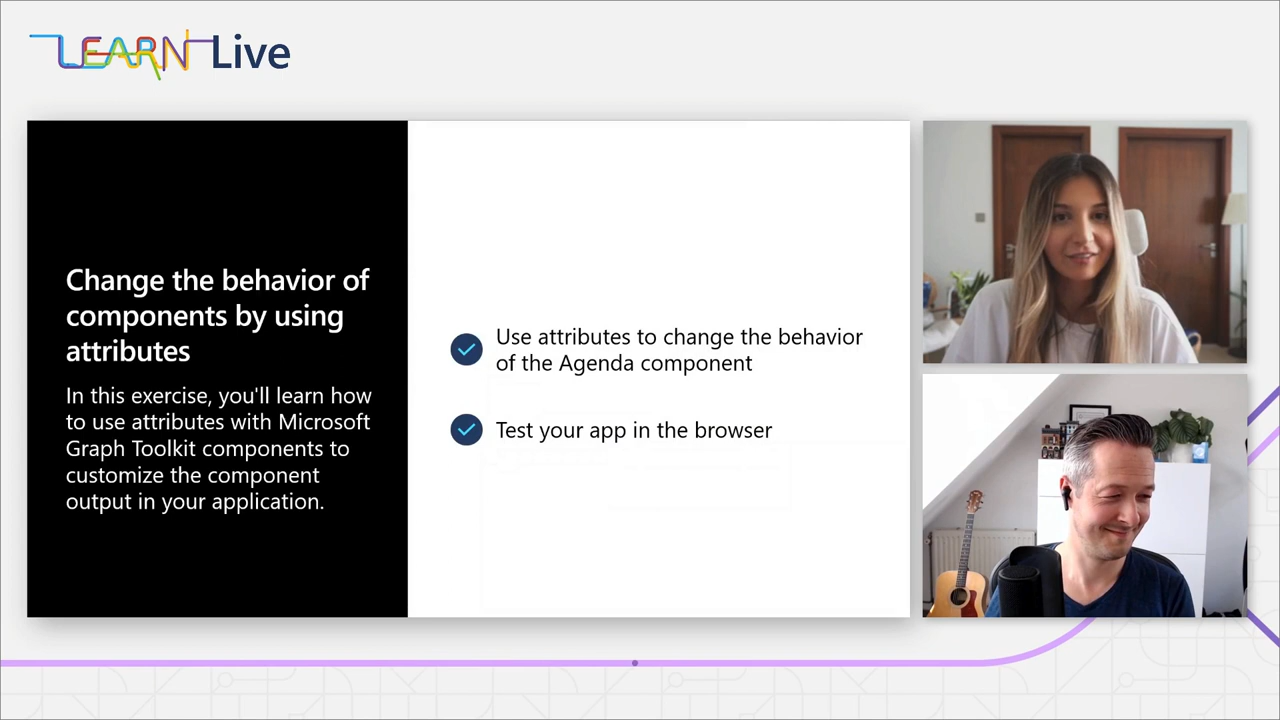 LEARN Live
Change the behavior of
components by using
attributes
In this exercise, you'll learn how
to use attributes with Microsoft
Graph Toolkit components to
customize the component
output in your application.
Use attributes to change the behavior
of the Agenda component
Test your app in the browser